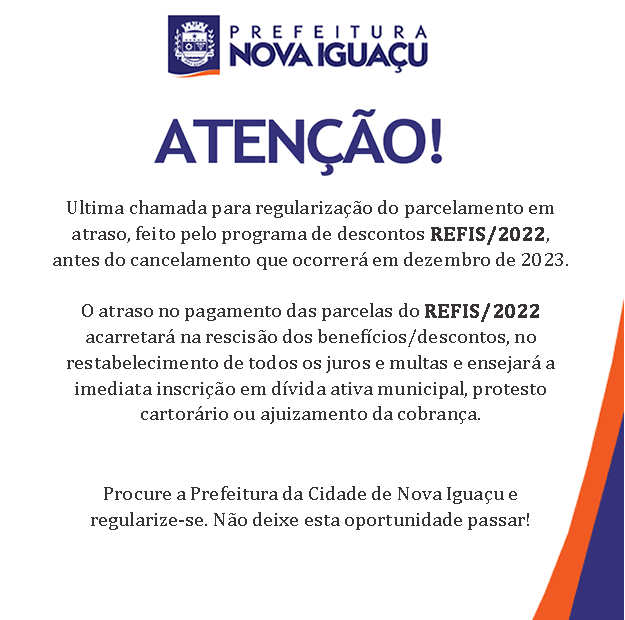 PREFEITURA
NOVA IGUAÇU
ATENÇÃO!
Ultima chamada para regularização do parcelamento em
atraso, feito pelo programa de descontos REFIS/2022,
antes do cancelamento que ocorrerá em dezembro de 2023.
O atraso no pagamento das parcelas do REFIS/2022
acarretará na rescisão dos benefícios/descontos, no
restabelecimento de todos os juros e multas e ensejará a
imediata inscrição em dívida ativa municipal, protesto
cartorário ou ajuizamento da cobrança.
Procure a Prefeitura da Cidade de Nova Iguaçu e
regularize-se. Não deixe esta oportunidade passar!